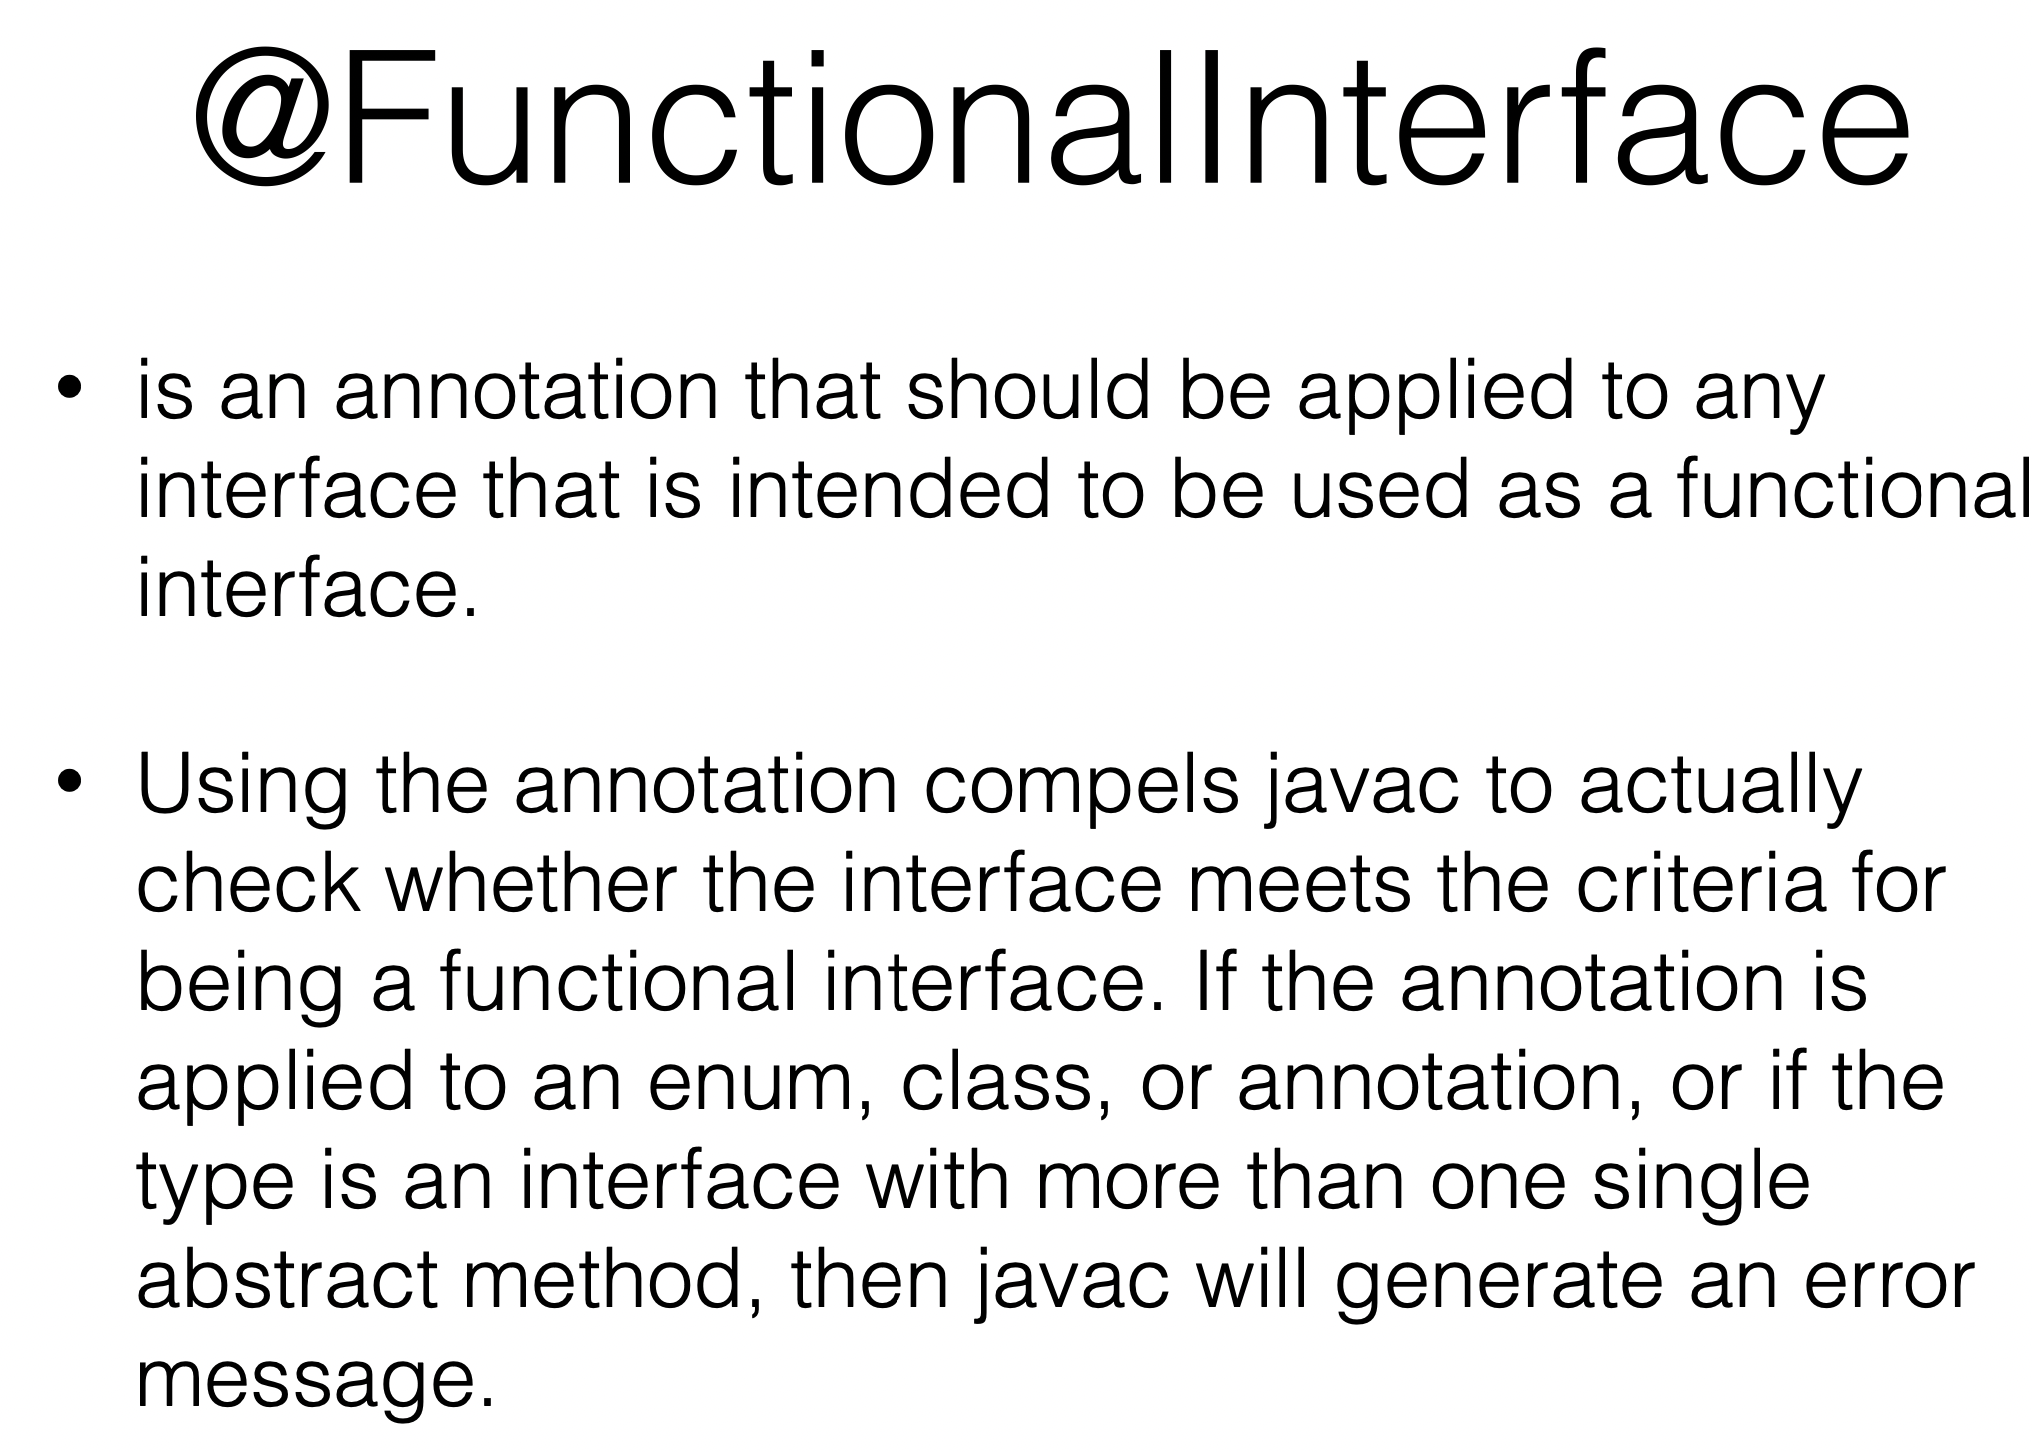 @FunctionalInterface
• is an annotation that should be applied to any
interface that is intended to be used as a functional
interface.
• Using the annotation compels javac to actually
check whether the interface meets the criteria for
being a functional interface. If the annotation is
applied to an enum, class, or annotation, or if the
type is an interface with more than one single
abstract method, then javac will generate an error
message.